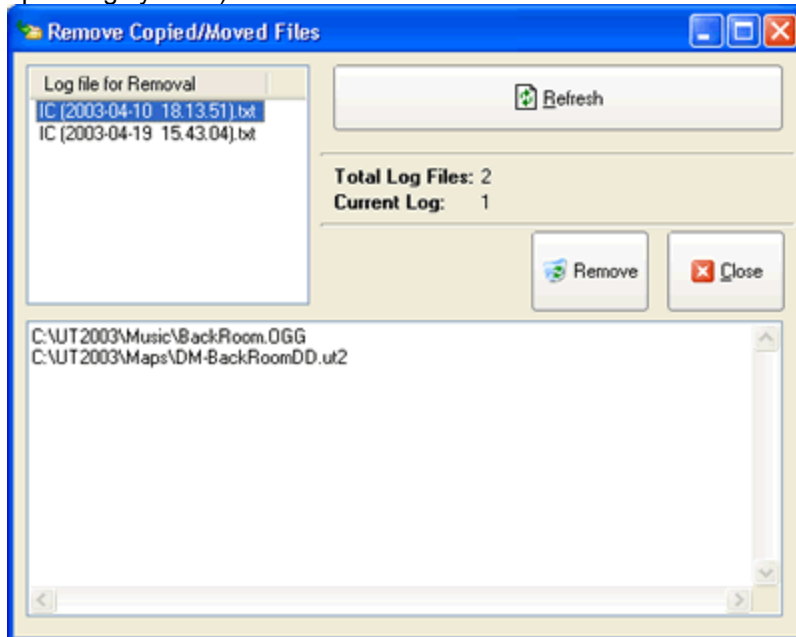 Remove Copied/Moved Files
Log file for Removal
IC (2003-04-10 18.13.51).txt
IC (2003-04-19 15.43.04).txt
Refresh
Total Log Files: 2
Current Log: 1
Remove
Close
C:\UT2003\Music\BackRoom.OGG
C:\UT2003\Maps\DM-BackRoomDD.ut2